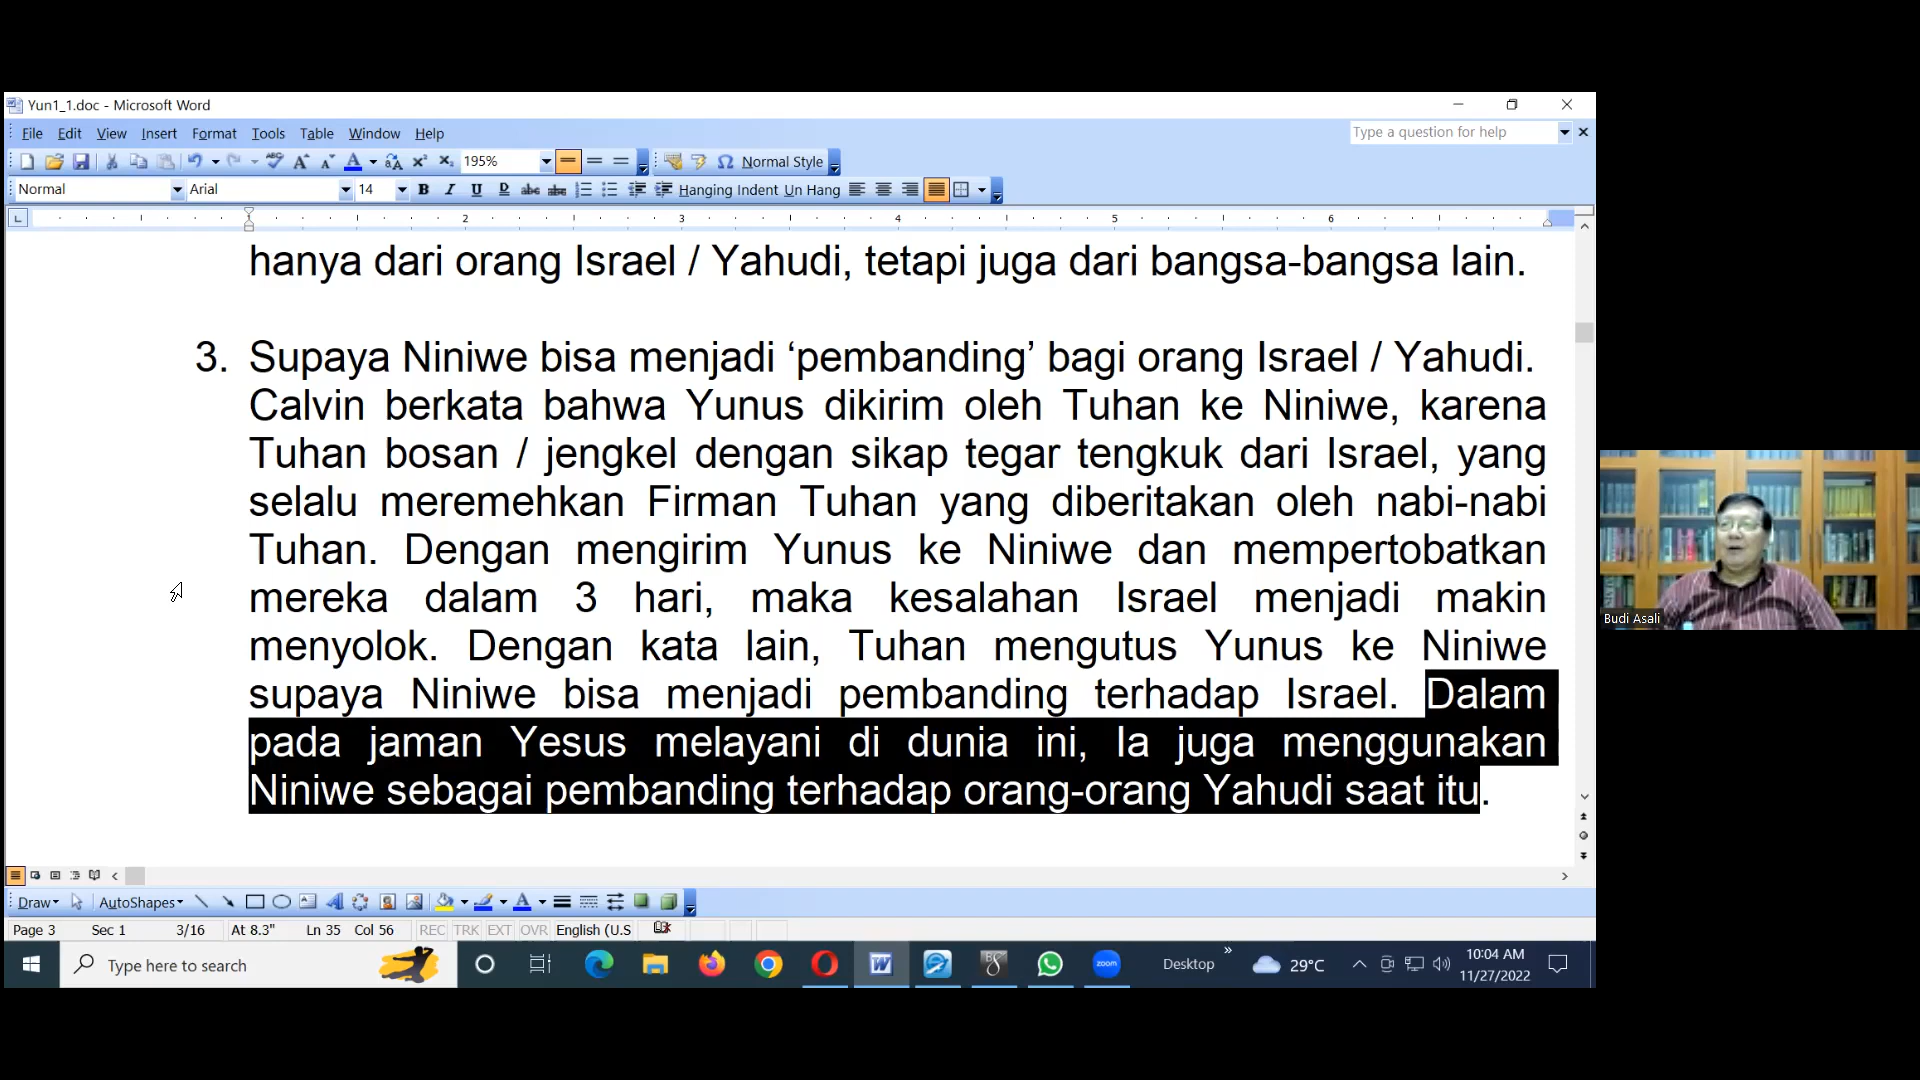 Yun1_1.doc - Microsoft Word
File Edit View Insert Format Tools Table Window Help
Type a question for help
195%
Normal Style
Normal
Arial
14
Hanging Indent Un Hang
2 3 4 5 6
hanya dari orang Israel / Yahudi, tetapi juga dari bangsa-bangsa lain.
3. Supaya Niniwe bisa menjadi ‘pembanding’ bagi orang Israel / Yahudi.
Calvin berkata bahwa Yunus dikirim oleh Tuhan ke Niniwe, karena
Tuhan bosan / jengkel dengan sikap tegar tengkuk dari Israel, yang
selalu meremehkan Firman Tuhan yang diberitakan oleh nabi-nabi
Tuhan. Dengan mengirim Yunus ke Niniwe dan mempertobatkan
mereka dalam 3 hari, maka kesalahan Israel menjadi makin
menyolok. Dengan kata lain, Tuhan mengutus Yunus ke Niniwe
supaya Niniwe bisa menjadi pembanding terhadap Israel. Dalam
pada jaman Yesus melayani di dunia ini, Ia juga menggunakan
Niniwe sebagai pembanding terhadap orang-orang Yahudi saat itu.
Budi Asali
Draw AutoShapes
Page 3 Sec 1 3/16 At 8.3" Ln 35 Col 56 REC TRK EXT OVR English (U.S
Type here to search
zoom
Desktop
29°C
10:04 AM
11/27/2022